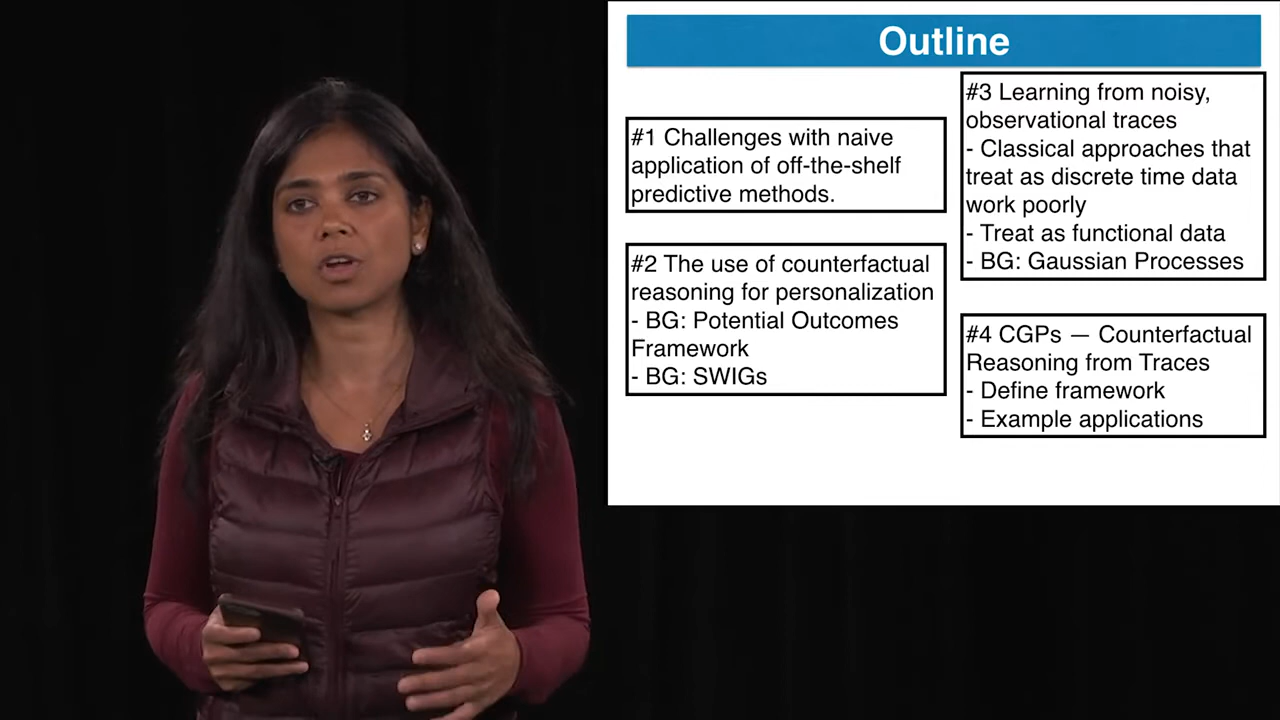 Outline
#1 Challenges with naive
application of off-the-shelf
predictive methods.
#2 The use of counterfactual
reasoning for personalization
- BG: Potential Outcomes
Framework
- BG: SWIGs
#3 Learning from noisy,
observational traces
- Classical approaches that
treat as discrete time data
work poorly
- Treat as functional data
- BG: Gaussian Processes
#4 CGPs — Counterfactual
Reasoning from Traces
- Define framework
- Example applications